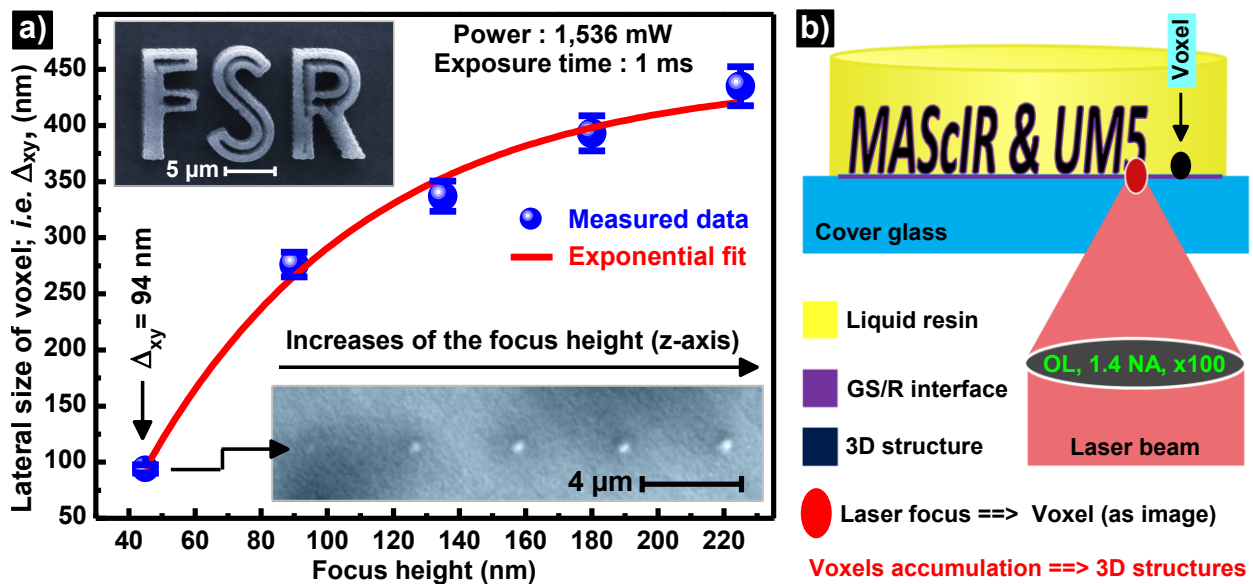 a)
FSR
5 µm
Power : 1,536 mW
Exposure time : 1 ms
Lateral size of voxel; i.e. Δxy, (nm)
450
400
350
300
250
200
150
100
50
Measured data
Exponential fit
Δxy = 94 nm
Increases of the focus height (z-axis)
4 µm
40 60 80 100 120 140 160 180 200 220
Focus height (nm)
b)
Voxel
MAScIR & UM5
Cover glass
Liquid resin
GS/R interface
3D structure
OL, 1.4 NA, x100
Laser beam
Laser focus ==> Voxel (as image)
Voxels accumulation ==> 3D structures